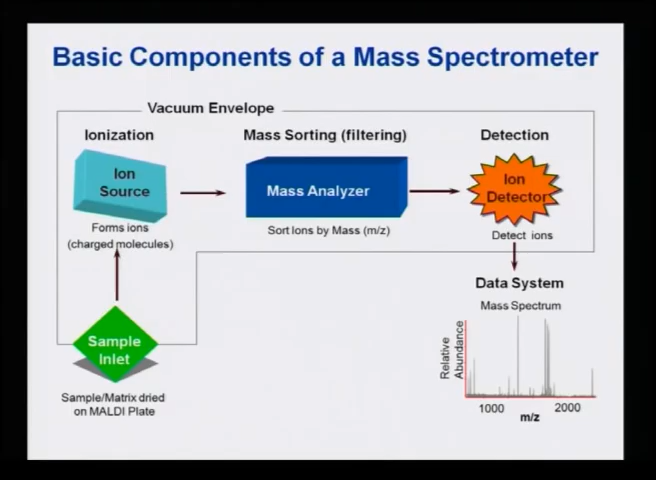 Basic Components of a Mass Spectrometer
Vacuum Envelope
Ionization
Mass Sorting (filtering)
Detection
Ion
Source
Mass Analyzer
Ion
Detector
Forms ions
(charged molecules)
Sort Ions by Mass (m/z)
Detect ions
Data System
Mass Spectrum
Sample
Inlet
Relative
Abundance
Sample/Matrix dried
on MALDI Plate
1000
2000
m/z